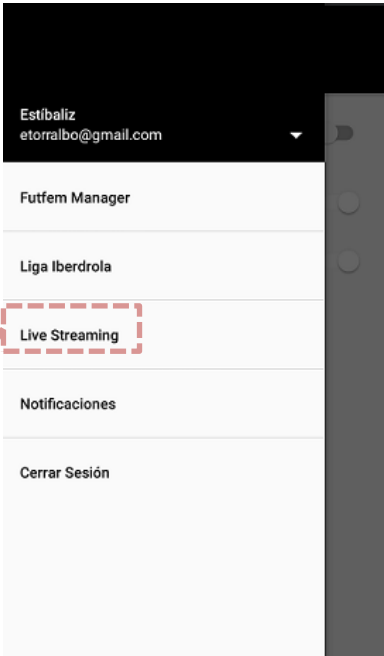 Estíbaliz
etorralbo@gmail.com
Futfem Manager
Liga Iberdrola
Live Streaming
Notificaciones
Cerrar Sesión